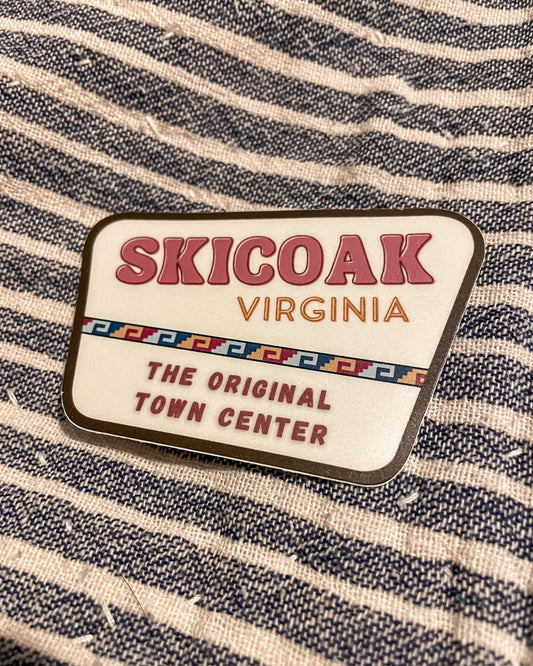 SKICOAK
VIRGINIA
THE ORIGINAL
TOWN CENTER